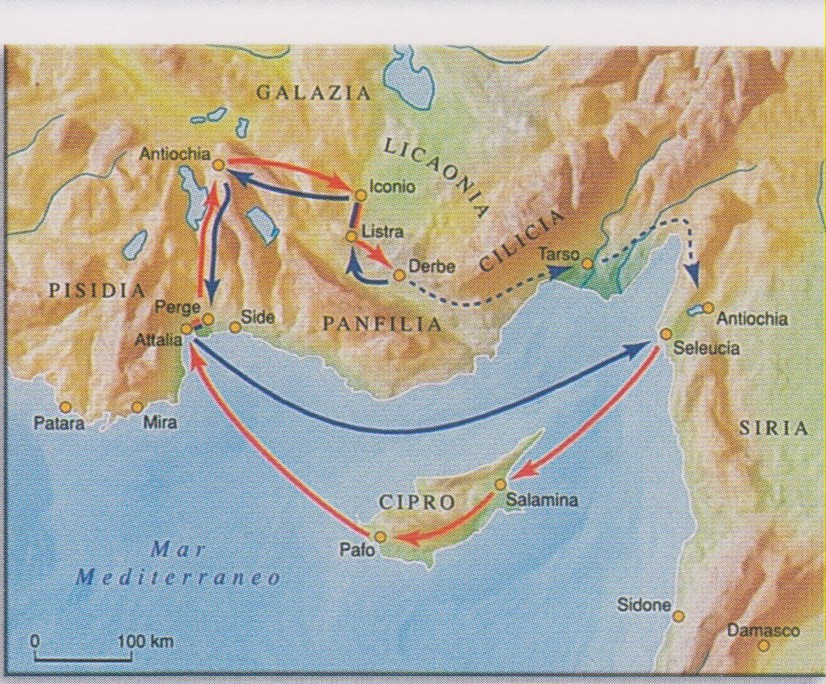 GALAZIA
Antiochia
LICAONIA
Iconio
Listra
Derbe
CILICIA
Tarso
PISIDIA
Perge
Side
PANFILIA
Attalia
Antiochia
Seleucia
Patara
Mira
SIRIA
CIPRO
Salamina
Pafo
Mar
Mediterraneo
Sidone
Damasco
0 100 km